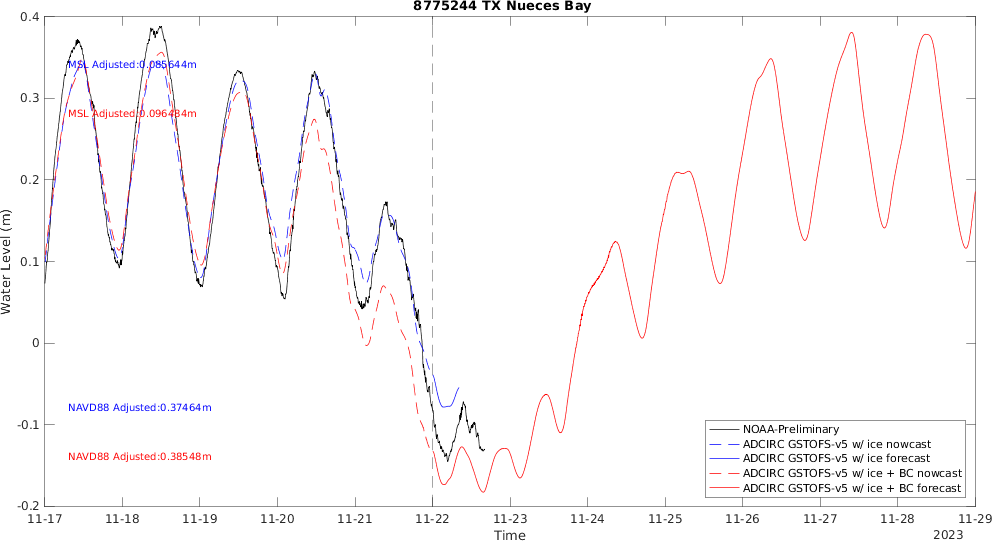 8775244 TX Nueces Bay
0.4
0.3
0.2
0.1
0
-0.1
-0.2
Water Level (m)
MSL Adjusted:0.085644m
MSL Adjusted:0.096434m
NAVD88 Adjusted:0.37464m
NAVD88 Adjusted:0.38548m
NOAA-Preliminary
ADCIRC GSTOFS-v5 w/ ice nowcast
ADCIRC GSTOFS-v5 w/ ice forecast
ADCIRC GSTOFS-v5 w/ ice + BC nowcast
ADCIRC GSTOFS-v5 w/ ice + BC forecast
11-17 11-18 11-19 11-20 11-21 11-22 11-23 11-24 11-25 11-26 11-27 11-28 11-29
Time
2023